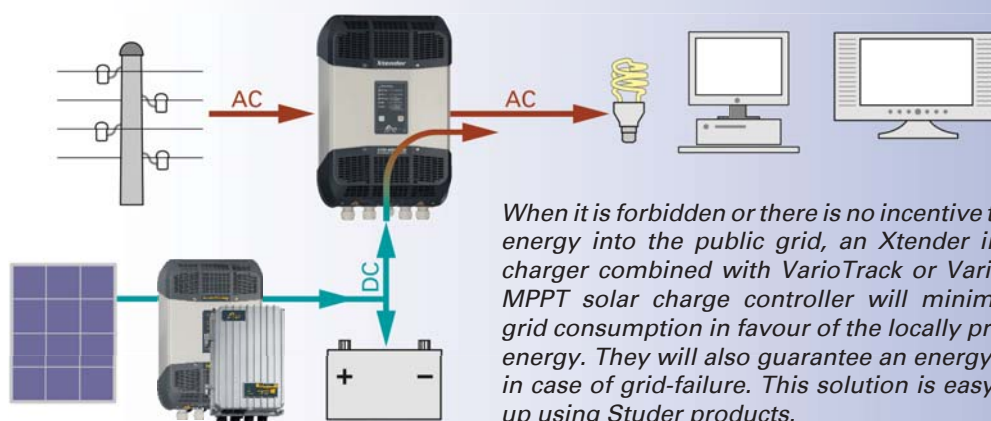 Xtender
AC
AC
DC
+ −
When it is forbidden or there is no incentive
energy into the public grid, an Xtender
charger combined with VarioTrack or
MPPT solar charge controller will
grid consumption in favour of the locally
energy. They will also guarantee an energy
in case of grid-failure. This solution is easy
up using Studer products.